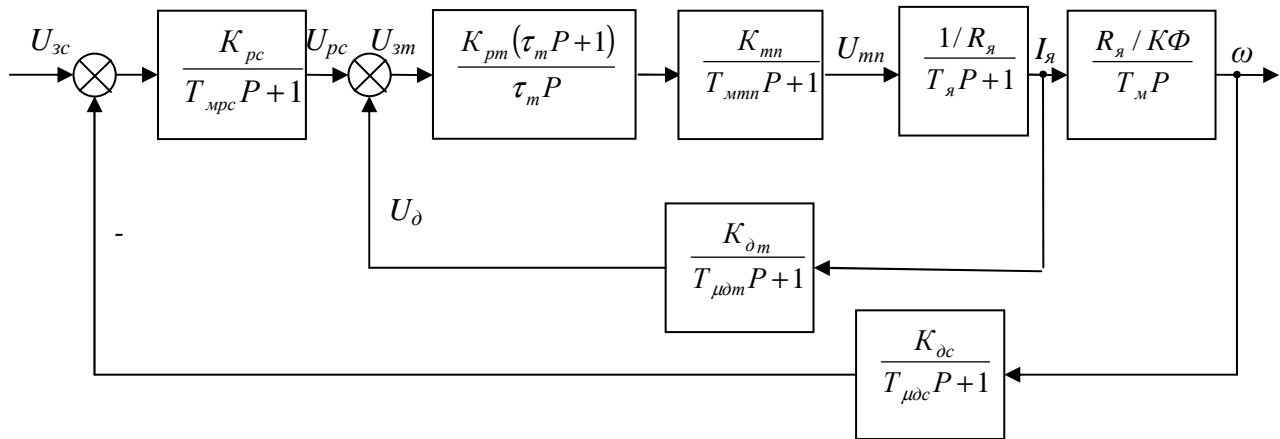 U_зс
K_рс / (T_мрс P + 1)
U_рс
U_зт
K_рт (τ_т P + 1) / (τ_т P)
K_тп / (T_мтп P + 1)
U_тп
1 / R_я / (T_я P + 1)
I_я
R_я / КФ / (T_м P)
ω
U_д
-
K_дт / (T_μдт P + 1)
K_дс / (T_μдс P + 1)